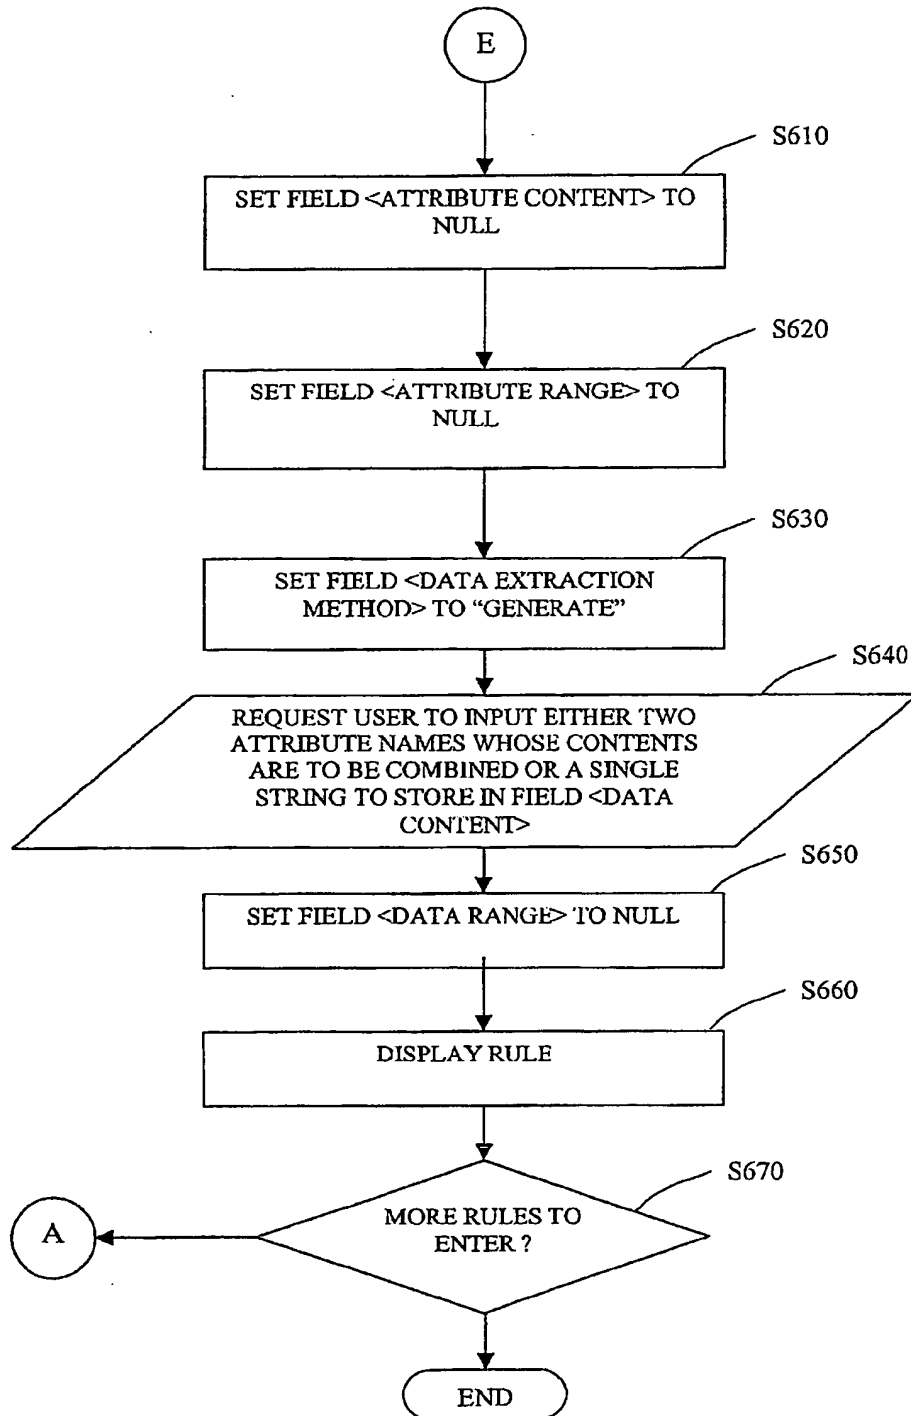 E
S610
SET FIELD <ATTRIBUTE CONTENT> TO
NULL
S620
SET FIELD <ATTRIBUTE RANGE> TO
NULL
S630
SET FIELD <DATA EXTRACTION
METHOD> TO “GENERATE”
S640
REQUEST USER TO INPUT EITHER TWO
ATTRIBUTE NAMES WHOSE CONTENTS
ARE TO BE COMBINED OR A SINGLE
STRING TO STORE IN FIELD <DATA
CONTENT>
S650
SET FIELD <DATA RANGE> TO NULL
S660
DISPLAY RULE
S670
MORE RULES TO
ENTER ?
A
END